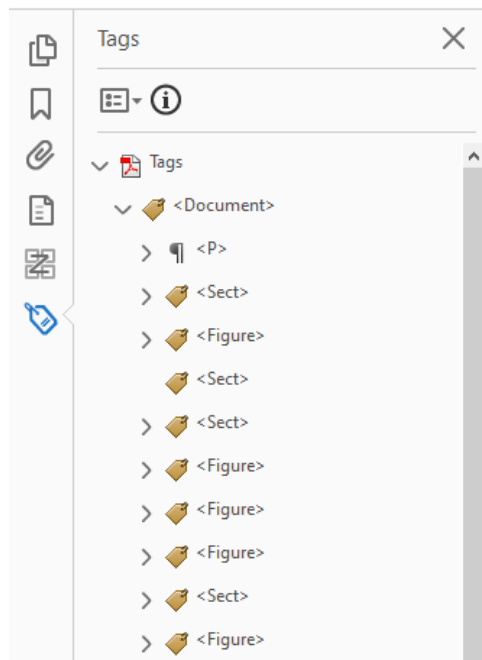 Tags
Tags
<Document>
<P>
<Sect>
<Figure>
<Sect>
<Sect>
<Figure>
<Figure>
<Figure>
<Sect>
<Figure>